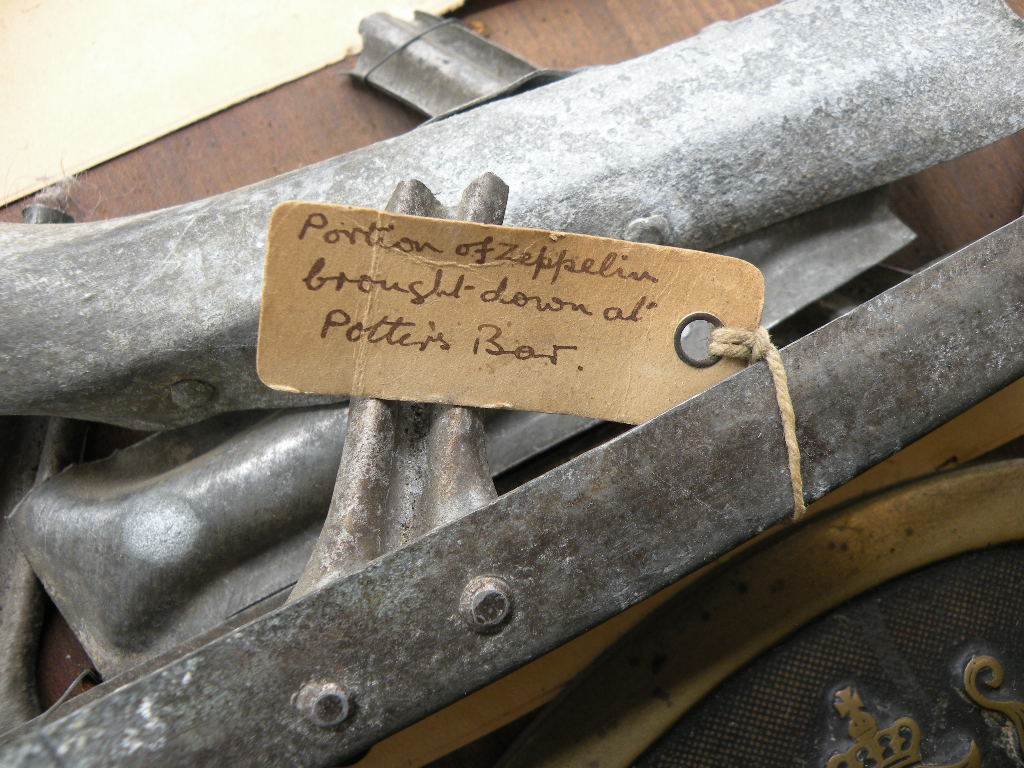 Portion of Zeppelin
brought down at
Potter's Bar.